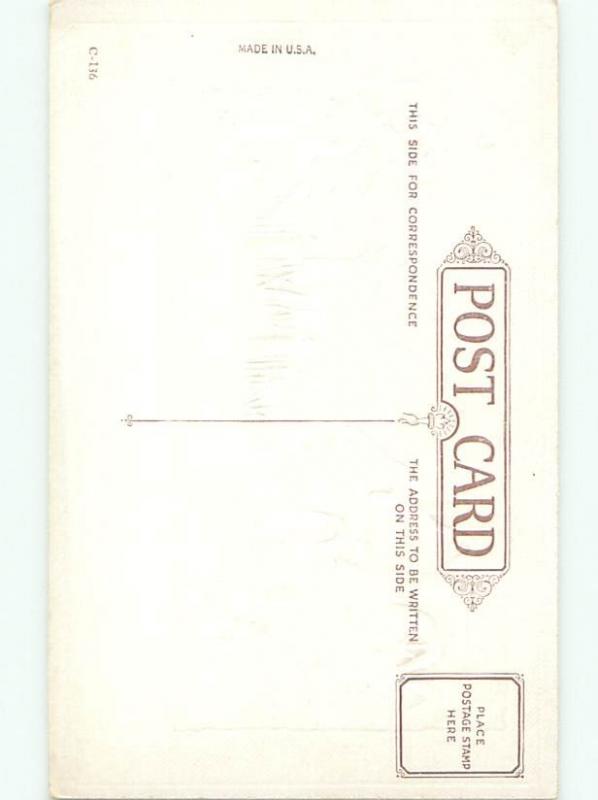 POST CARD
THIS SIDE FOR CORRESPONDENCE
THE ADDRESS TO BE WRITTEN
ON THIS SIDE
PLACE
POSTAGE STAMP
HERE
MADE IN U.S.A.
C-136